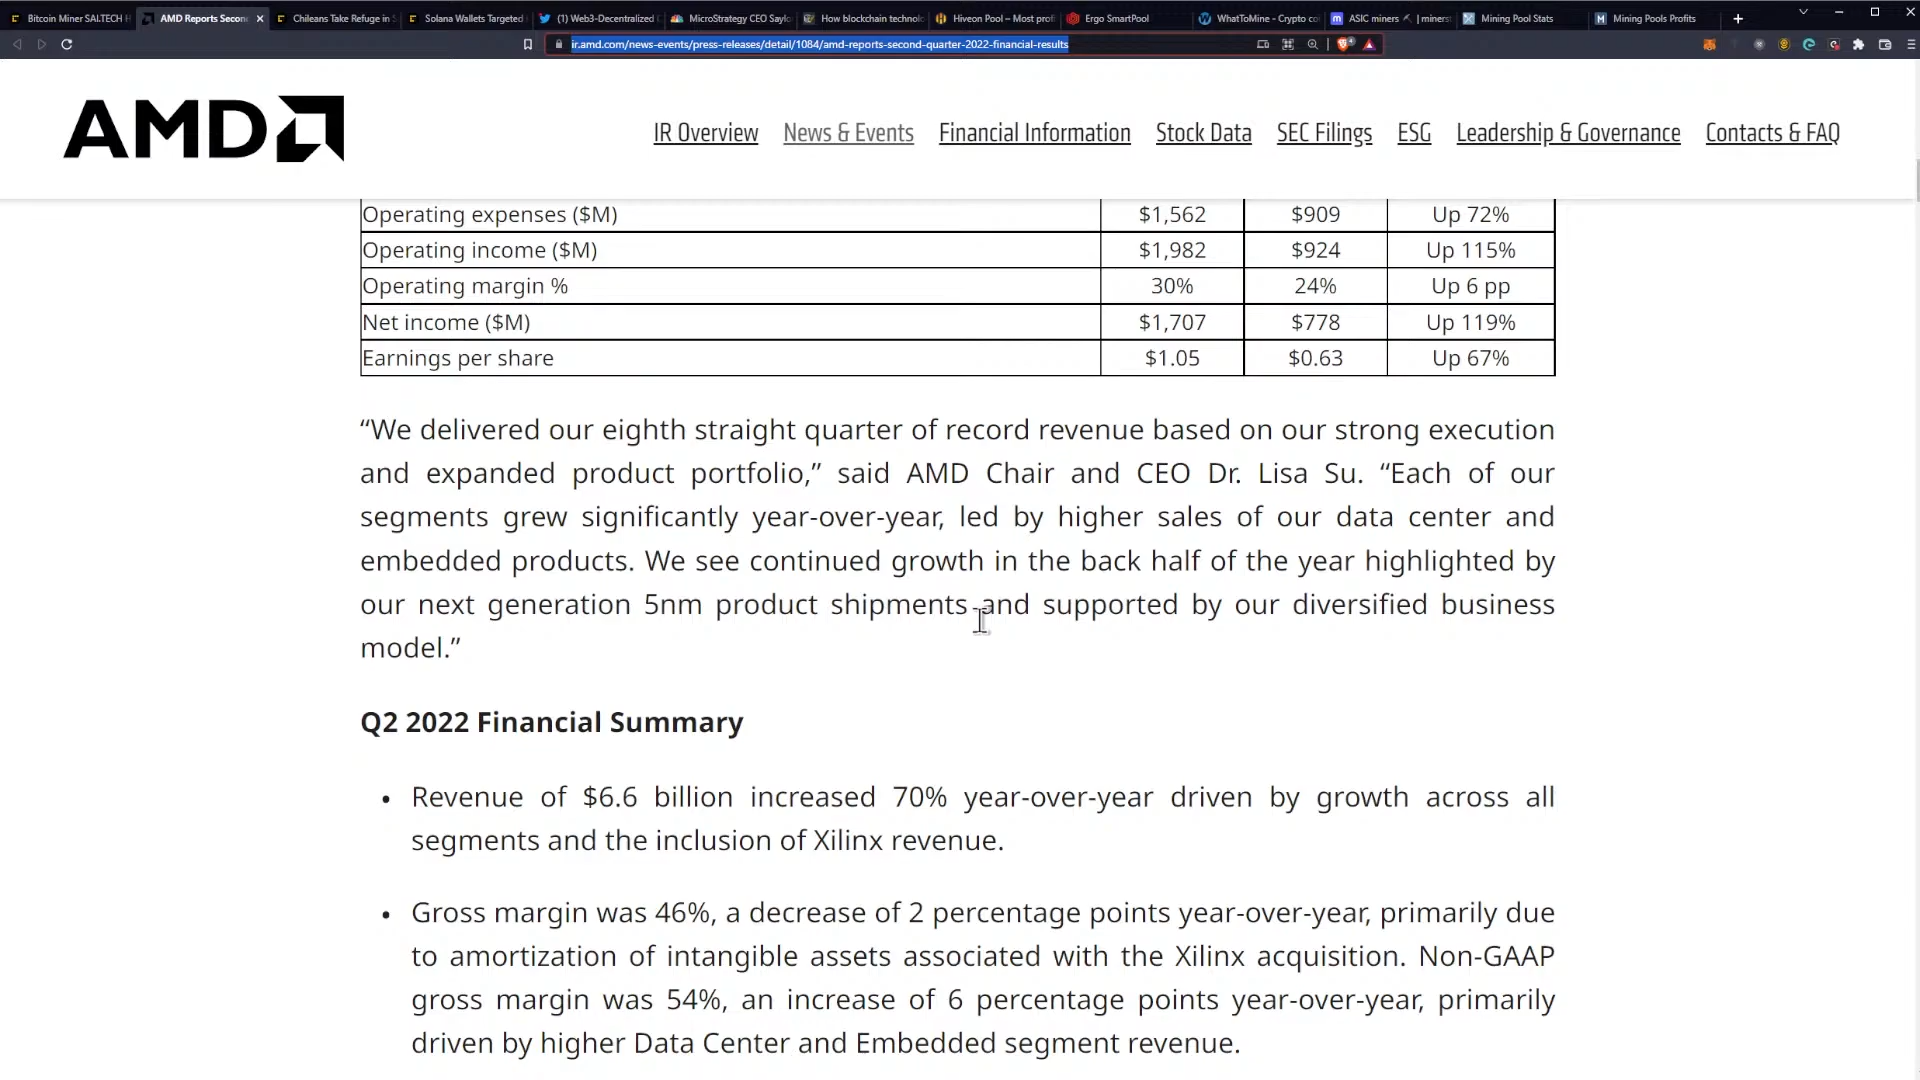 Bitcoin Miner SALTECH H
AMD Reports Secon
Chileans Take Refuge in S
Solana Wallets Targeted
(1) Web3-Decentralized
MicroStrategy CEO Saylo
How blockchain technolo
Hiveon Pool – Most prof
Ergo SmartPool
WhatToMine - Crypto co
ASIC miners ⛏ | miners
Mining Pool Stats
Mining Pools Profits
ir.amd.com/news-events/press-releases/detail/1084/amd-reports-second-quarter-2022-financial-results
AMD
IR Overview News & Events Financial Information Stock Data SEC Filings ESG Leadership & Governance Contacts & FAQ
Operating expenses ($M) $1,562 $909 Up 72%
Operating income ($M) $1,982 $924 Up 115%
Operating margin % 30% 24% Up 6 pp
Net income ($M) $1,707 $778 Up 119%
Earnings per share $1.05 $0.63 Up 67%
“We delivered our eighth straight quarter of record revenue based on our strong execution
and expanded product portfolio,” said AMD Chair and CEO Dr. Lisa Su. “Each of our
segments grew significantly year-over-year, led by higher sales of our data center and
embedded products. We see continued growth in the back half of the year highlighted by
our next generation 5nm product shipments and supported by our diversified business
model.”
Q2 2022 Financial Summary
• Revenue of $6.6 billion increased 70% year-over-year driven by growth across all
segments and the inclusion of Xilinx revenue.
• Gross margin was 46%, a decrease of 2 percentage points year-over-year, primarily due
to amortization of intangible assets associated with the Xilinx acquisition. Non-GAAP
gross margin was 54%, an increase of 6 percentage points year-over-year, primarily
driven by higher Data Center and Embedded segment revenue.